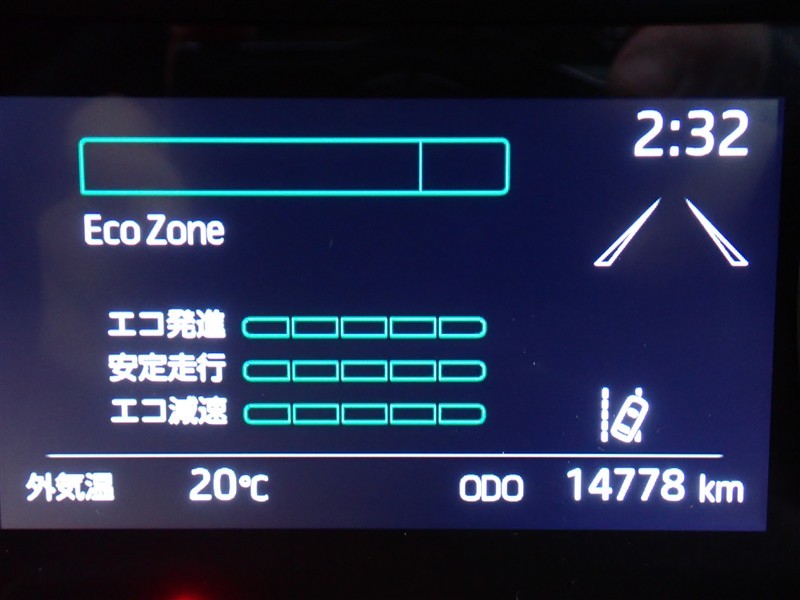 2:32
Eco Zone
エコ発進
安定走行
エコ減速
外気温 20℃ ODO 14778 km